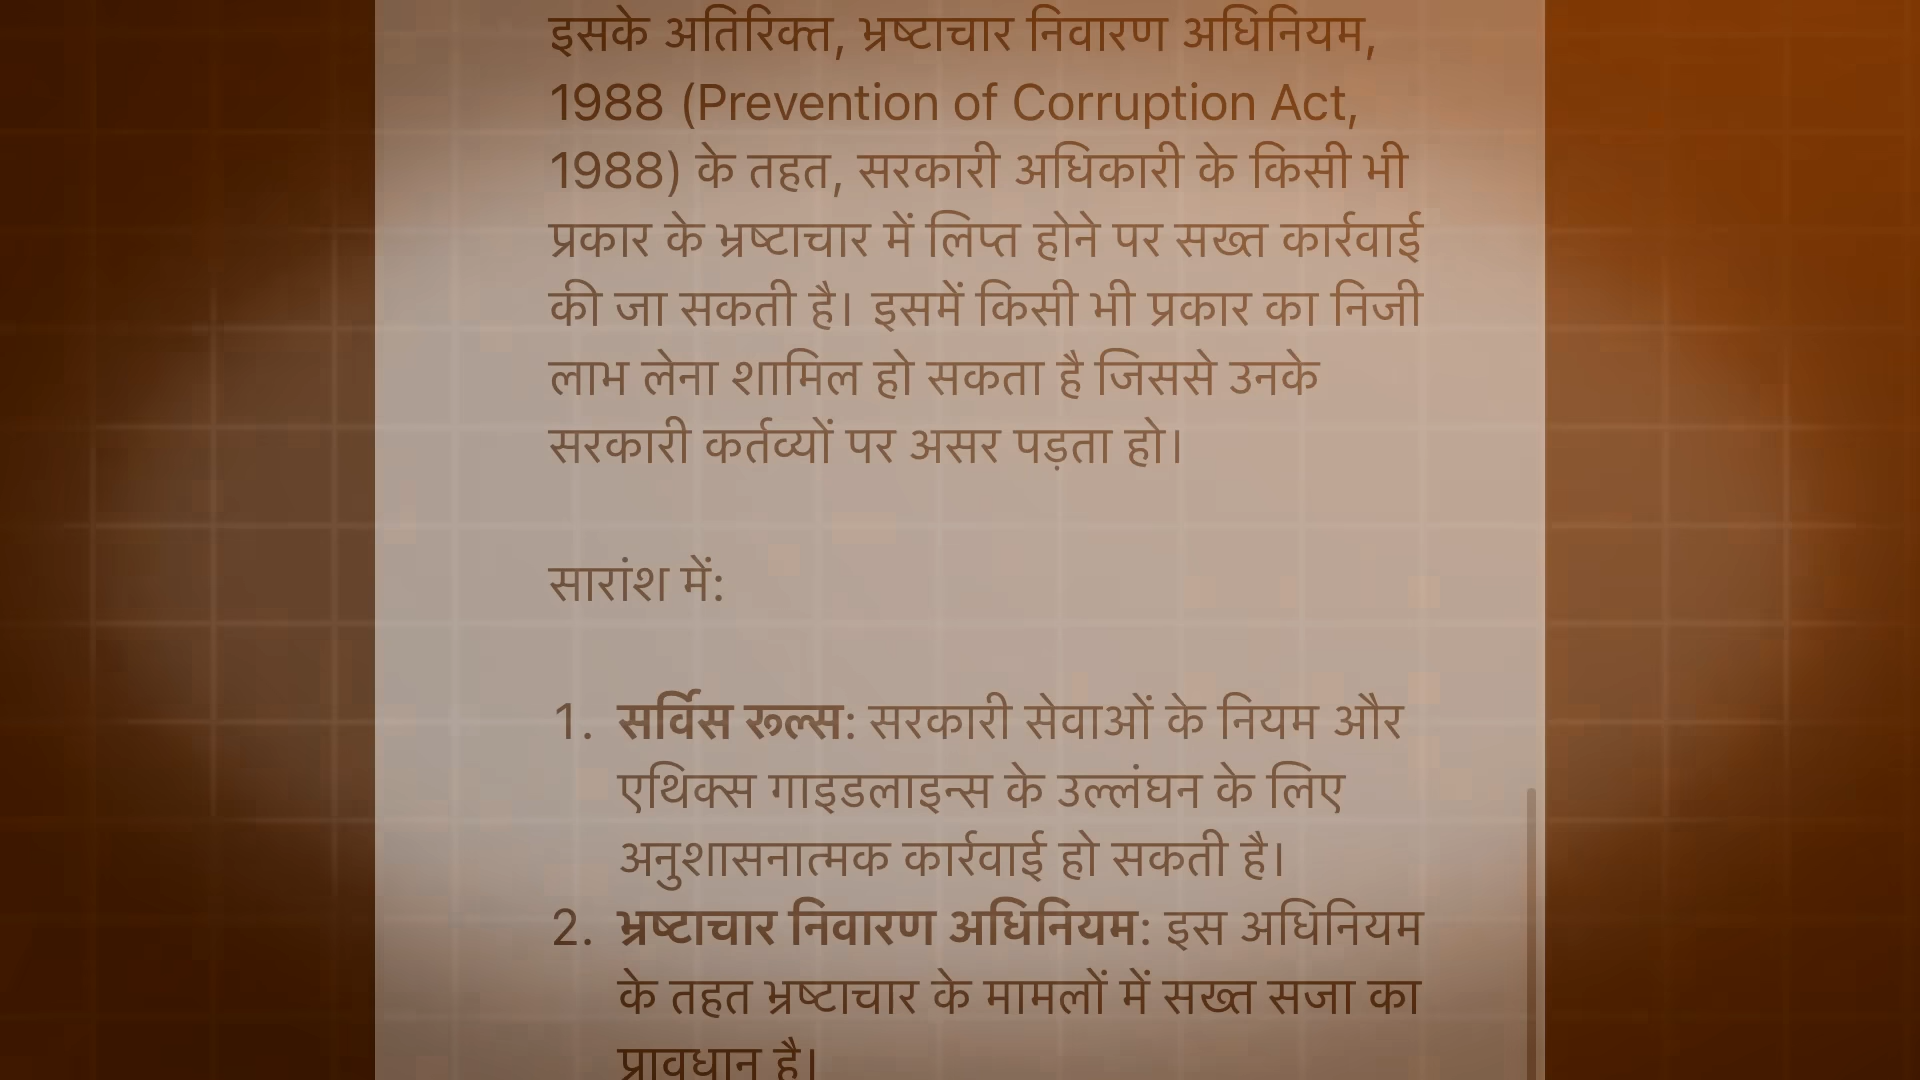 इसके अतिरिक्त, भ्रष्टाचार निवारण अधिनियम,
1988 (Prevention of Corruption Act,
1988) के तहत, सरकारी अधिकारी के किसी भी
प्रकार के भ्रष्टाचार में लिप्त होने पर सख्त कार्रवाई
की जा सकती है। इसमें किसी भी प्रकार का निजी
लाभ लेना शामिल हो सकता है जिससे उनके
सरकारी कर्तव्यों पर असर पड़ता हो।
सारांश में:
1. सर्विस रूल्स: सरकारी सेवाओं के नियम और
एथिक्स गाइडलाइन्स के उल्लंघन के लिए
अनुशासनात्मक कार्रवाई हो सकती है।
2. भ्रष्टाचार निवारण अधिनियम: इस अधिनियम
के तहत भ्रष्टाचार के मामलों में सख्त सजा का
प्रावधान है।